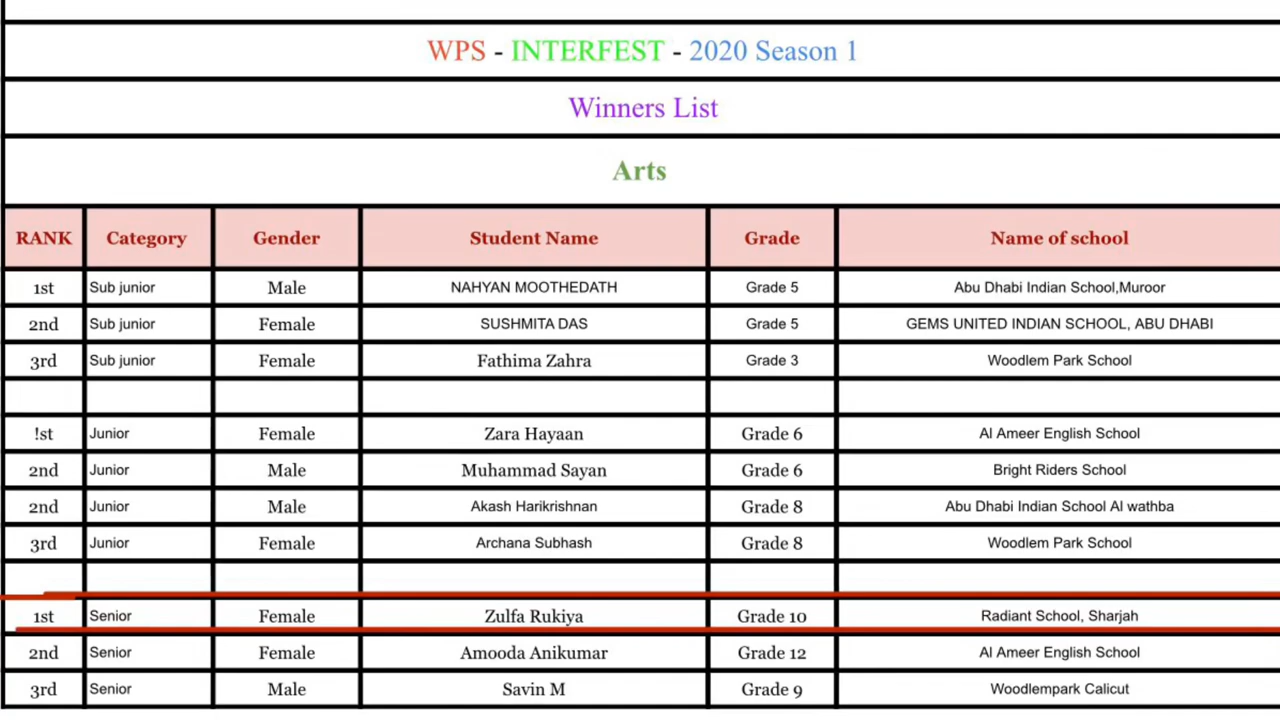 WPS - INTERFEST - 2020 Season 1
Winners List
Arts
RANK Category Gender Student Name Grade Name of school
1st Sub junior Male NAHYAN MOOTHEDATH Grade 5 Abu Dhabi Indian School,Muroor
2nd Sub junior Female SUSHMITA DAS Grade 5 GEMS UNITED INDIAN SCHOOL, ABU DHABI
3rd Sub junior Female Fathima Zahra Grade 3 Woodlem Park School
!st Junior Female Zara Hayaan Grade 6 Al Ameer English School
2nd Junior Male Muhammad Sayan Grade 6 Bright Riders School
2nd Junior Male Akash Harikrishnan Grade 8 Abu Dhabi Indian School Al wathba
3rd Junior Female Archana Subhash Grade 8 Woodlem Park School
1st Senior Female Zulfa Rukiya Grade 10 Radiant School, Sharjah
2nd Senior Female Amooda Anikumar Grade 12 Al Ameer English School
3rd Senior Male Savin M Grade 9 Woodlempark Calicut